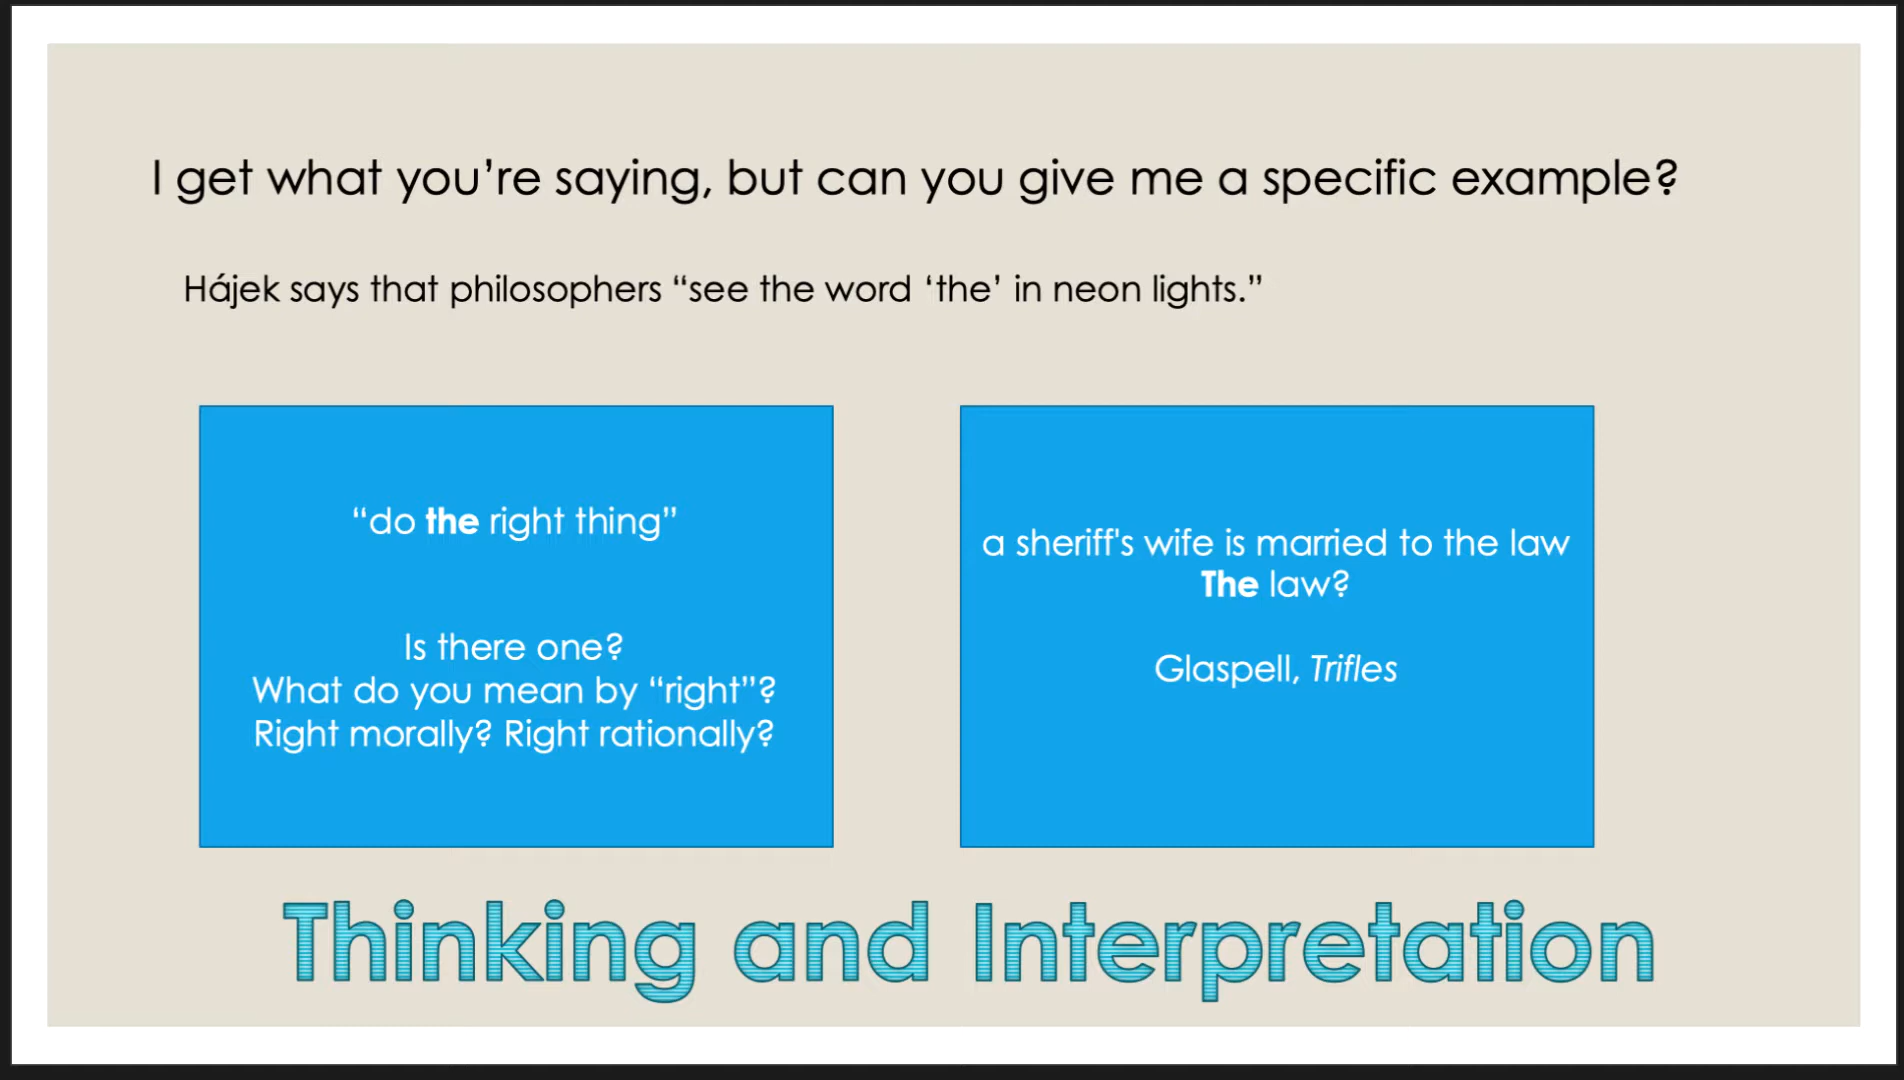 I get what you’re saying, but can you give me a specific example?
Hájek says that philosophers “see the word ‘the’ in neon lights.”
“do the right thing”
Is there one?
What do you mean by “right”?
Right morally? Right rationally?
a sheriff's wife is married to the law
The law?
Glaspell, Trifles
Thinking and Interpretation